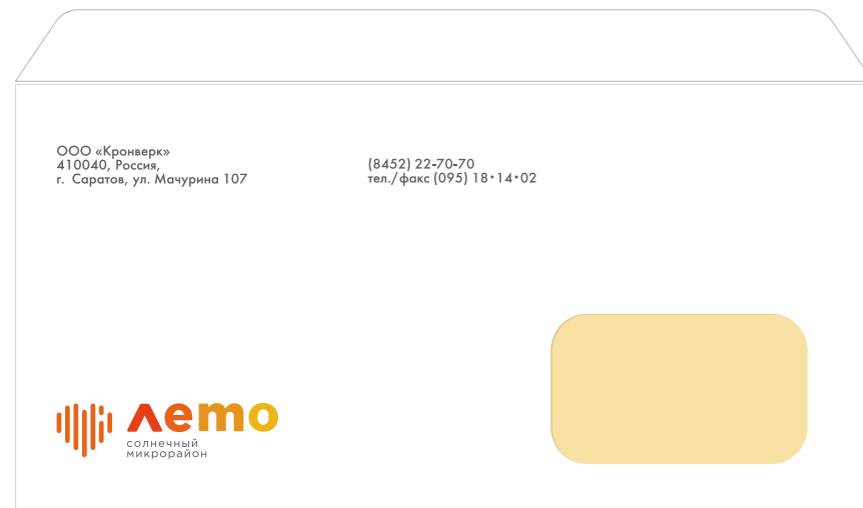 ООО «Кронверк»
410040, Россия,
г. Саратов, ул. Мачурина 107
(8452) 22-70-70
тел./факс (095) 18•14•02
лето
солнечный
микрорайон